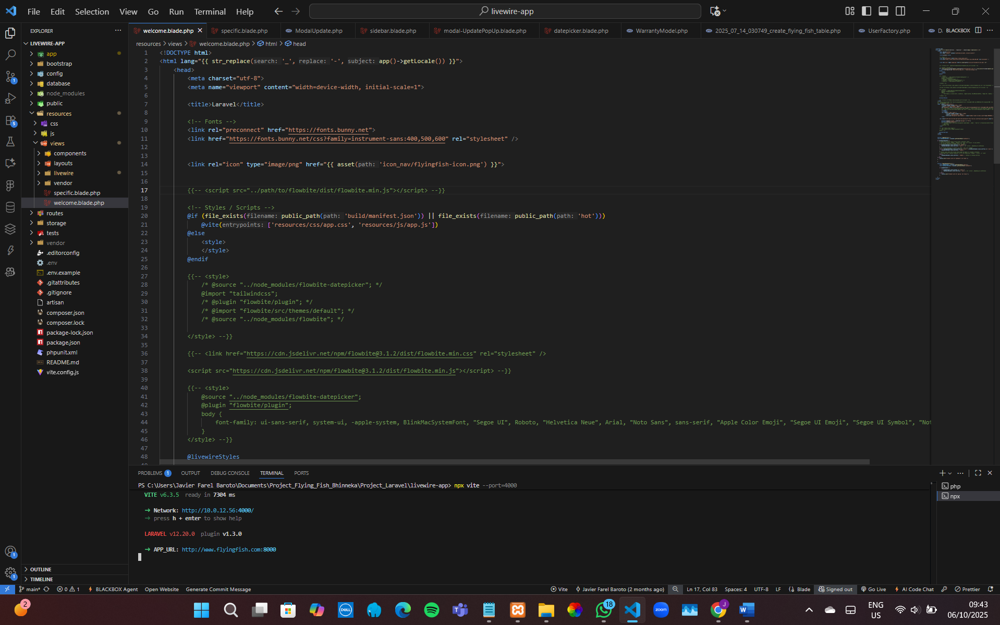 File Edit Selection View Go Run Terminal Help
livewire-app
EXPLORER
welcome.blade.php
specific.blade.php
ModalUpdate.php
sidebar.blade.php
modal-UpdatePopUp.blade.php
datepicker.blade.php
WarrantyModel.php
2025_07_14_030749_create_flying_fish_table.php
UserFactory.php
BLACKBOX
LIVEWIRE-APP
app
bootstrap
config
database
node_modules
public
resources
css
js
views
components
layouts
livewire
vendor
specific.blade.php
welcome.blade.php
routes
storage
tests
vendor
.editorconfig
.env
.env.example
.gitattributes
.gitignore
artisan
composer.json
composer.lock
package-lock.json
package.json
phpunit.xml
README.md
vite.config.js
OUTLINE
TIMELINE
resources > views > welcome.blade.php > html > head
1 <!DOCTYPE html>
2 <html lang="{{ str_replace(search: '_', replace: '-', subject: app()->getLocale()) }}">
3 <head>
4 <meta charset="utf-8">
5 <meta name="viewport" content="width=device-width, initial-scale=1">
6
7 <title>Laravel</title>
8
9 <!-- Fonts -->
10 <link rel="preconnect" href="https://fonts.bunny.net">
11 <link href="https://fonts.bunny.net/css?family=instrument-sans:400,500,600" rel="stylesheet" />
12
13
14 <link rel="icon" type="image/png" href="{{ asset(path: 'icon_nav/flyingfish-icon.png') }}">
15
16
17 {{-- <script src="../path/to/flowbite/dist/flowbite.min.js"></script> --}}
18
19 <!-- Styles / Scripts -->
20 @if (file_exists(filename: public_path(path: 'build/manifest.json')) || file_exists(filename: public_path(path: 'hot')))
21 @vite(entrypoints: ['resources/css/app.css', 'resources/js/app.js'])
22 @else
23 <style>
24 </style>
25 @endif
26
27 {{-- <style>
28 /* @source "../node_modules/flowbite-datepicker"; */
29 @import "tailwindcss";
30 /* @plugin "flowbite/plugin"; */
31 /* @import "flowbite/src/themes/default"; */
32 /* @source "../node_modules/flowbite"; */
33
34 </style> --}}
35
36 {{-- <link href="https://cdn.jsdelivr.net/npm/flowbite@3.1.2/dist/flowbite.min.css" rel="stylesheet" />
37
38 <script src="https://cdn.jsdelivr.net/npm/flowbite@3.1.2/dist/flowbite.min.js"></script> --}}
39
40 {{-- <style>
41 @source "../node_modules/flowbite-datepicker";
42 @plugin "flowbite/plugin";
43 body {
44 font-family: ui-sans-serif, system-ui, -apple-system, BlinkMacSystemFont, "Segoe UI", Roboto, "Helvetica Neue", Arial, "Noto Sans", sans-serif, "Apple Color Emoji", "Segoe UI Emoji", "Segoe UI Symbol", "Not
45 }
46 </style> --}}
47
48 @livewireStyles
PROBLEMS 1 OUTPUT DEBUG CONSOLE TERMINAL PORTS
PS C:\Users\Javier Farel Baroto\Documents\Project_Flying_Fish_Bhinneka\Project_Laravel\livewire-app> npx vite --port=4000
VITE v6.3.5 ready in 7304 ms
➜ Network: http://10.0.12.56:4000/
➜ press h + enter to show help
LARAVEL v12.20.0 plugin v1.3.0
➜ APP_URL: http://www.flyingfish.com:8000
php
npx
main* 0 1 BLACKBOX Agent Open Website Generate Commit Message
Vite Javier Farel Baroto (2 months ago) Ln 17, Col 83 Spaces: 4 UTF-8 LF Blade Signed out Go Live AI Code Chat Prettier
2
DELL
18
zoom
J
ENG
US
09:43
06/10/2025